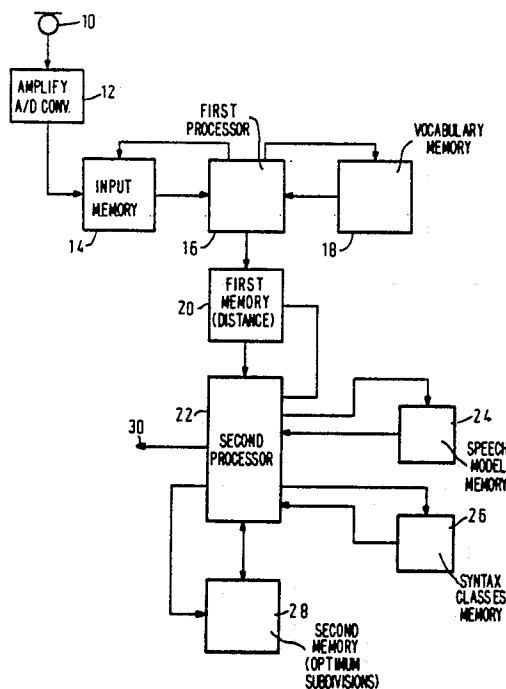 10
AMPLIFY
A/D CONV.
12
FIRST
PROCESSOR
VOCABULARY
MEMORY
INPUT
MEMORY
14
16
18
FIRST
MEMORY
(DISTANCE)
20
22
SECOND
PROCESSOR
30
24
SPEECH
MODEL
MEMORY
26
SYNTAX
CLASSES
MEMORY
28
SECOND
MEMORY
(OPTIMUM
SUBDIVISIONS)